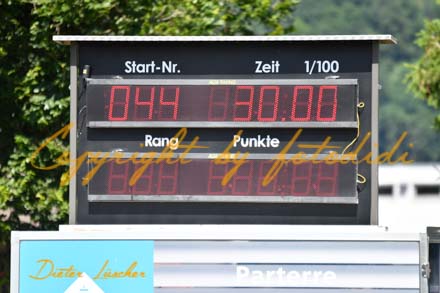 Start-Nr. Zeit 1/100
044 30.00
Rang Punkte
Copyright by fotodidi
Dieter Lüscher
Parterre